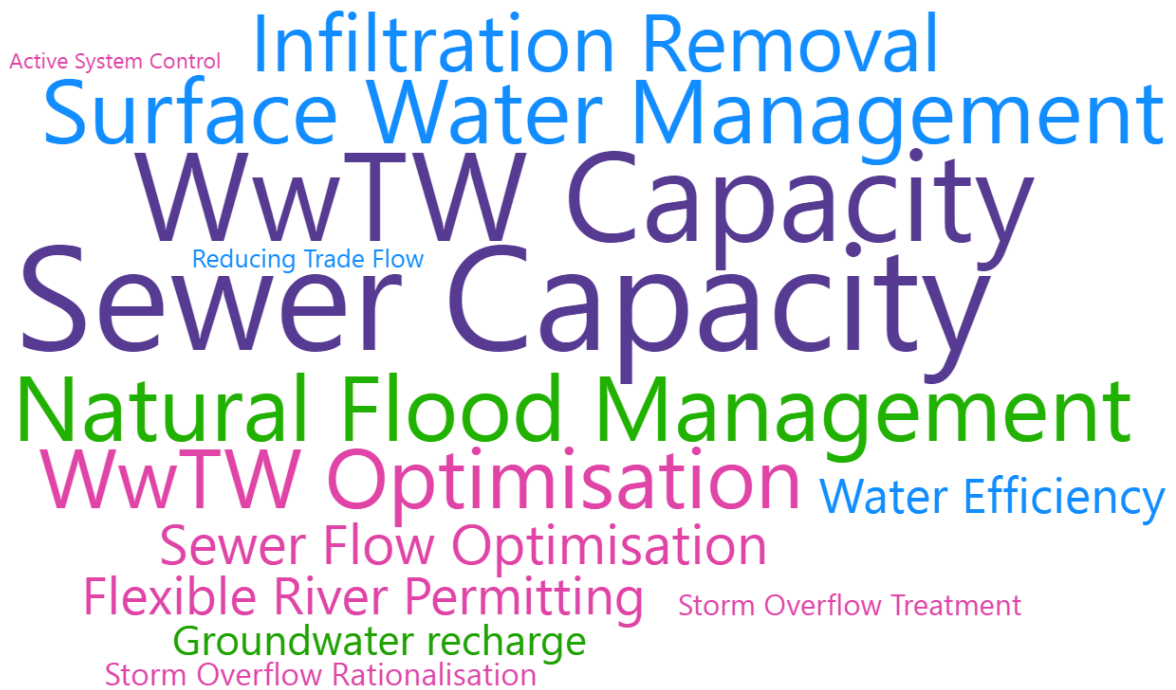 Infiltration Removal
Active System Control
Surface Water Management
WwTW Capacity
Reducing Trade Flow
Sewer Capacity
Natural Flood Management
WwTW Optimisation
Water Efficiency
Sewer Flow Optimisation
Flexible River Permitting
Storm Overflow Treatment
Groundwater recharge
Storm Overflow Rationalisation